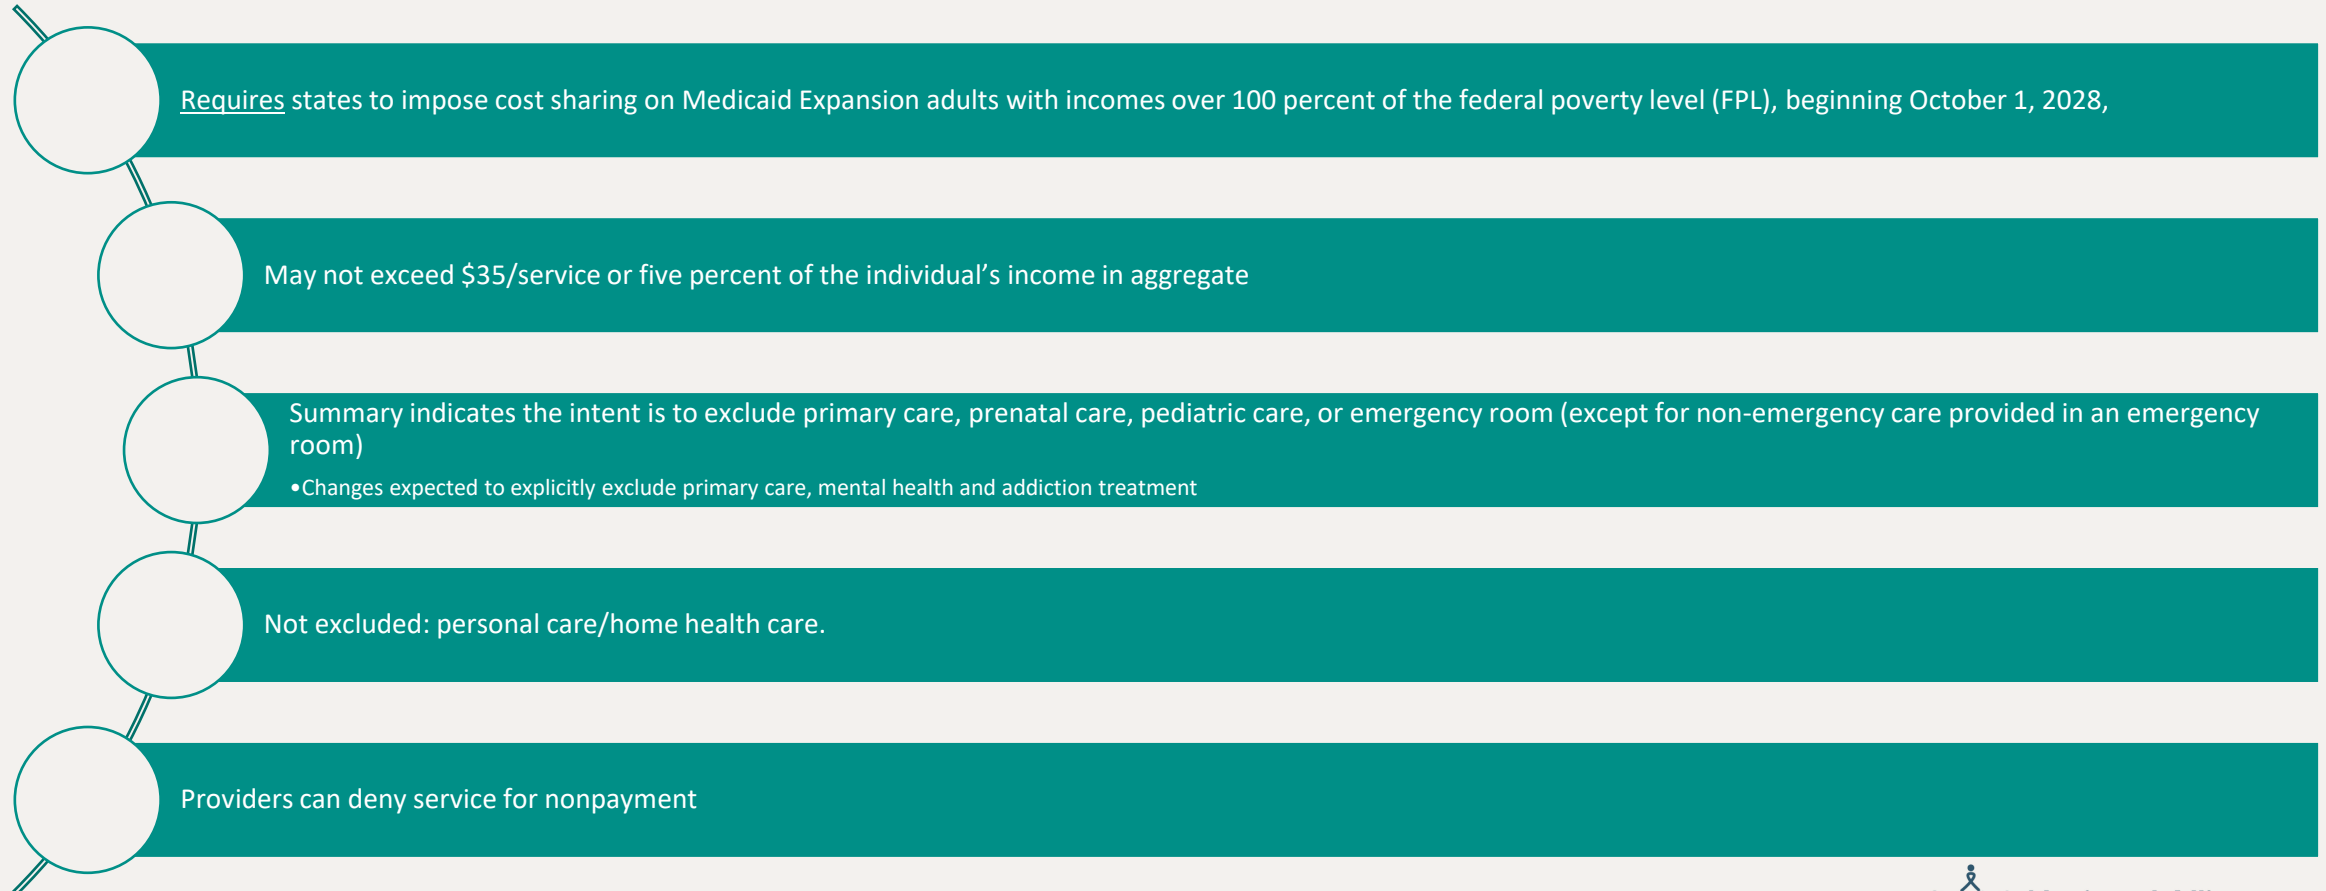 Requires states to impose cost sharing on Medicaid Expansion adults with incomes over 100 percent of the federal poverty level (FPL), beginning October 1, 2028,
May not exceed $35/service or five percent of the individual’s income in aggregate
Summary indicates the intent is to exclude primary care, prenatal care, pediatric care, or emergency room (except for non-emergency care provided in an emergency
room)
•Changes expected to explicitly exclude primary care, mental health and addiction treatment
Not excluded: personal care/home health care.
Providers can deny service for nonpayment